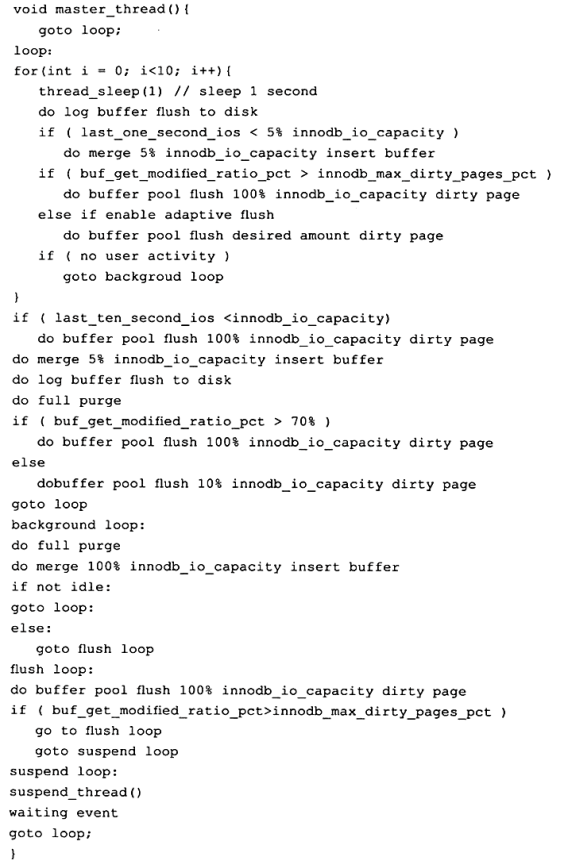 void master_thread(){
goto loop;
loop:
for(int i = 0; i<10; i++){
thread_sleep(1) // sleep 1 second
do log buffer flush to disk
if ( last_one_second_ios < 5% innodb_io_capacity )
do merge 5% innodb_io_capacity insert buffer
if ( buf_get_modified_ratio_pct > innodb_max_dirty_pages_pct )
do buffer pool flush 100% innodb_io_capacity dirty page
else if enable adaptive flush
do buffer pool flush desired amount dirty page
if ( no user activity )
goto backgroud loop
}
if ( last_ten_second_ios <innodb_io_capacity)
do buffer pool flush 100% innodb_io_capacity dirty page
do merge 5% innodb_io_capacity insert buffer
do log buffer flush to disk
do full purge
if ( buf_get_modified_ratio_pct > 70% )
do buffer pool flush 100% innodb_io_capacity dirty page
else
dobuffer pool flush 10% innodb_io_capacity dirty page
goto loop
background loop:
do full purge
do merge 100% innodb_io_capacity insert buffer
if not idle:
goto loop:
else:
goto flush loop
flush loop:
do buffer pool flush 100% innodb_io_capacity dirty page
if ( buf_get_modified_ratio_pct>innodb_max_dirty_pages_pct )
go to flush loop
goto suspend loop
suspend loop:
suspend_thread()
waiting event
goto loop;
}